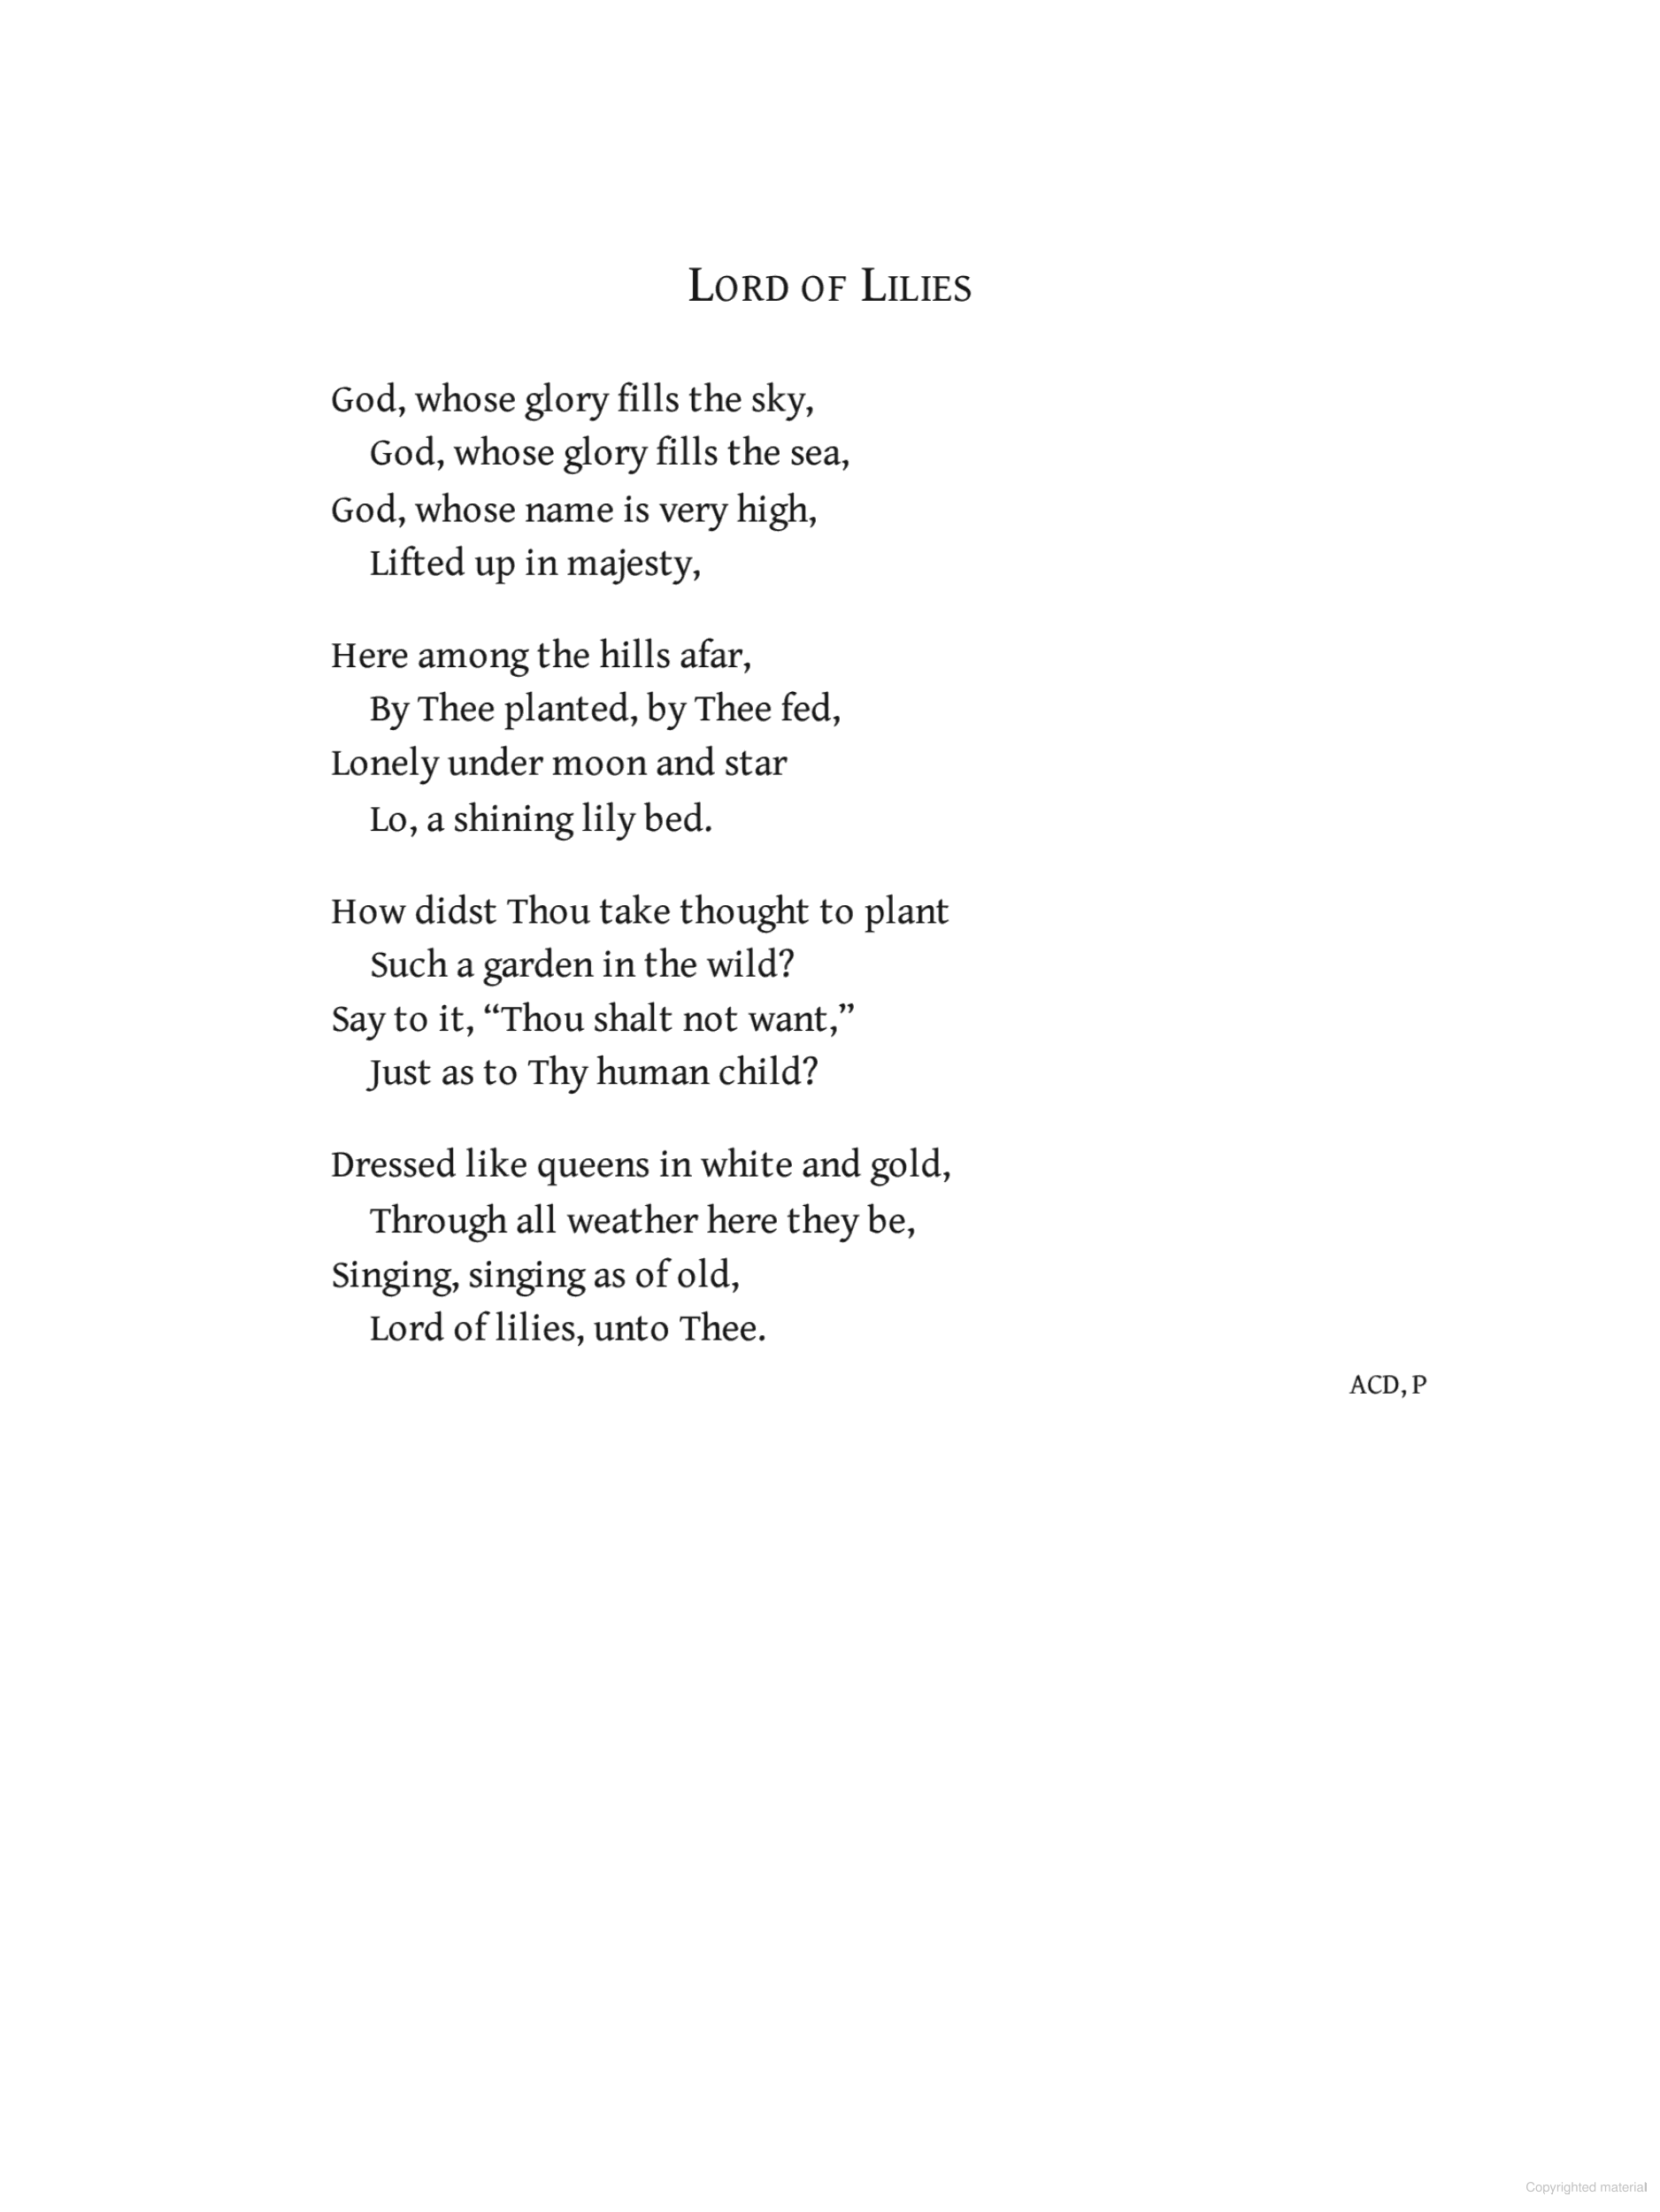 LORD OF LILIES
God, whose glory fills the sky,
God, whose glory fills the sea,
God, whose name is very high,
Lifted up in majesty,
Here among the hills afar,
By Thee planted, by Thee fed,
Lonely under moon and star
Lo, a shining lily bed.
How didst Thou take thought to plant
Such a garden in the wild?
Say to it, “Thou shalt not want,”
Just as to Thy human child?
Dressed like queens in white and gold,
Through all weather here they be,
Singing, singing as of old,
Lord of lilies, unto Thee.
ACD, P
Copyrighted material